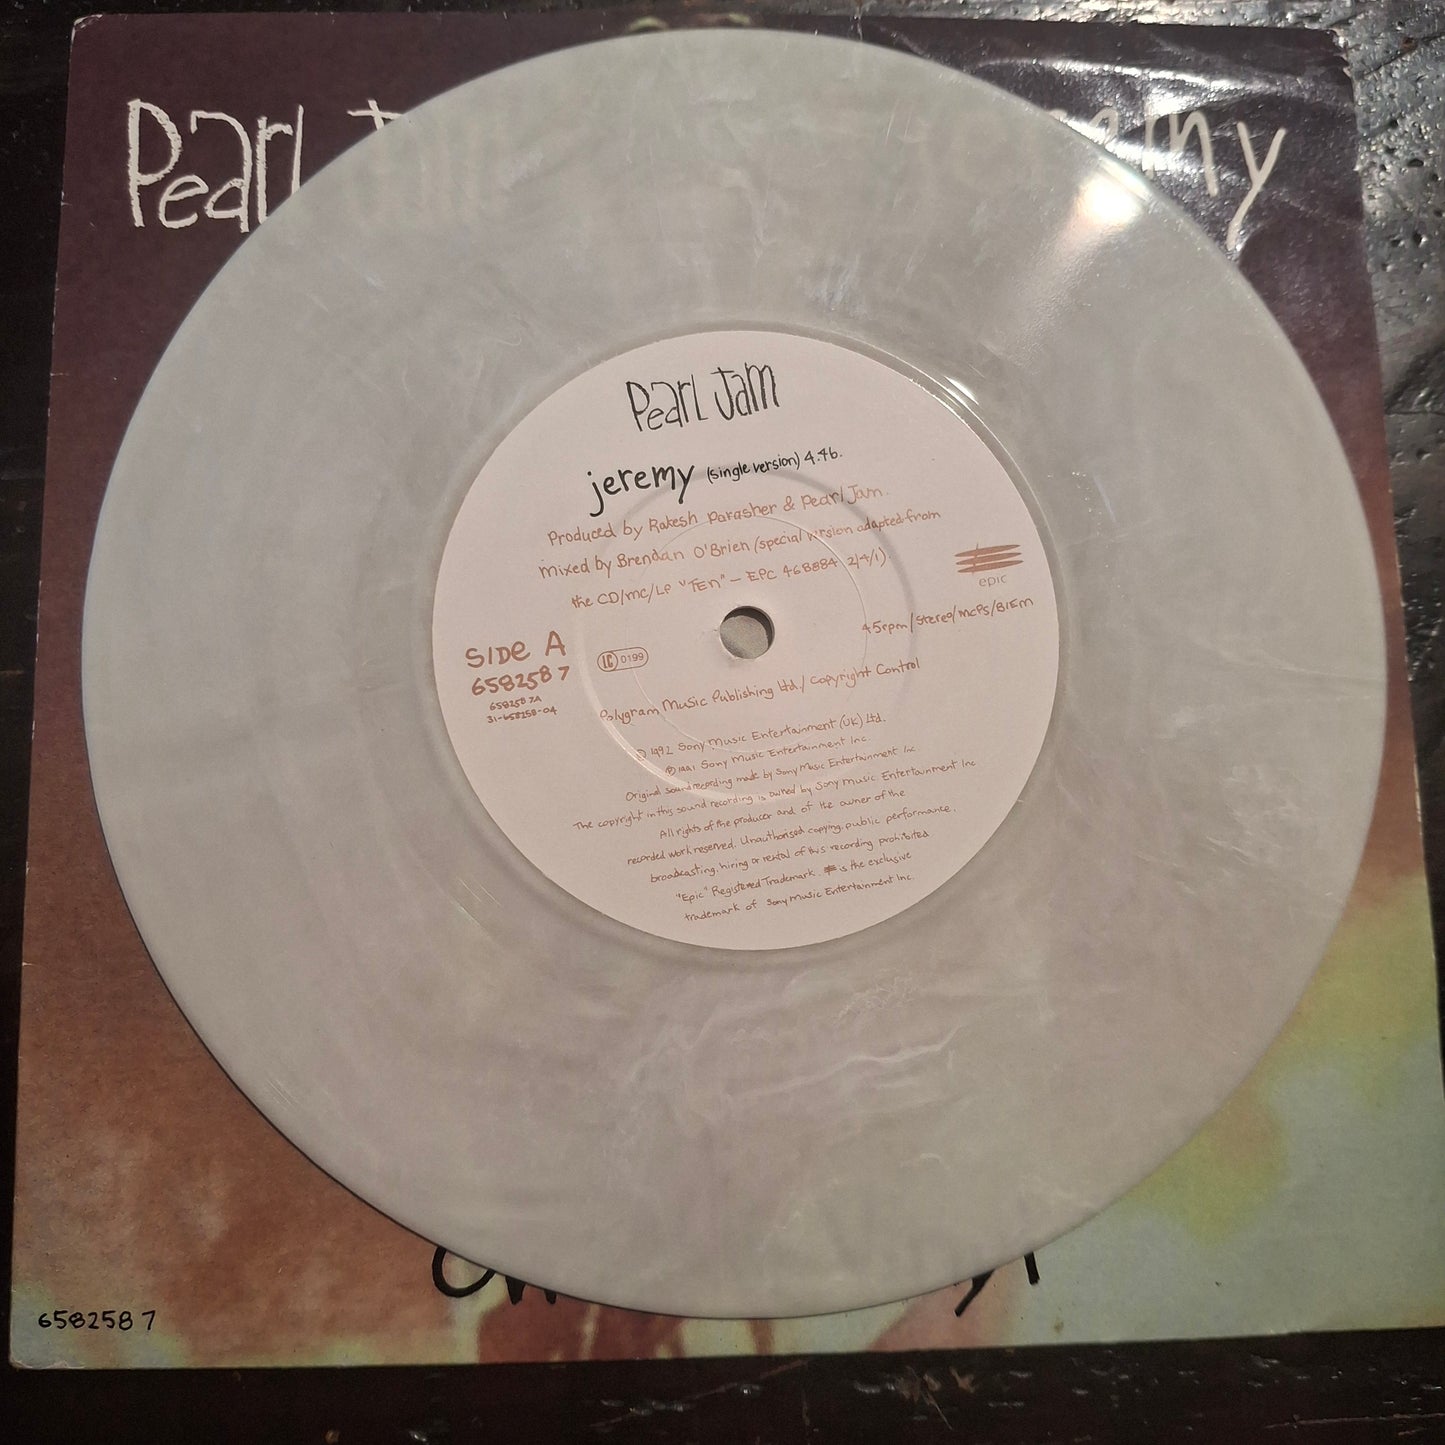 Pearl Jam
Pearl Jam
jeremy (single version) 4.46.
Produced by Rakesh Parasher & Pearl Jam.
mixed by Brendan O'Brien (special version adapted from
the CD/mc/LP "TEn" – EPC 468884 2/4/1).
epic
45rpm/Stereo/MCPS/BIEM
SIDE A
658258 7
658258 7A
31-658258-04
LC 0199
Polygram Music Publishing Ltd./ Copyright Control
© 1992 Sony Music Entertainment (UK) Ltd.
℗ 1991 Sony Music Entertainment Inc.
Original sound recording made by Sony Music Entertainment Inc
The copyright in this sound recording is owned by Sony Music Entertainment Inc
All rights of the producer and of the owner of the
recorded work reserved. Unauthorised copying, public performance,
broadcasting, hiring or rental of this recording prohibited
"Epic" Registered Trademark. is the exclusive
trademark of Sony Music Entertainment Inc.
658258 7